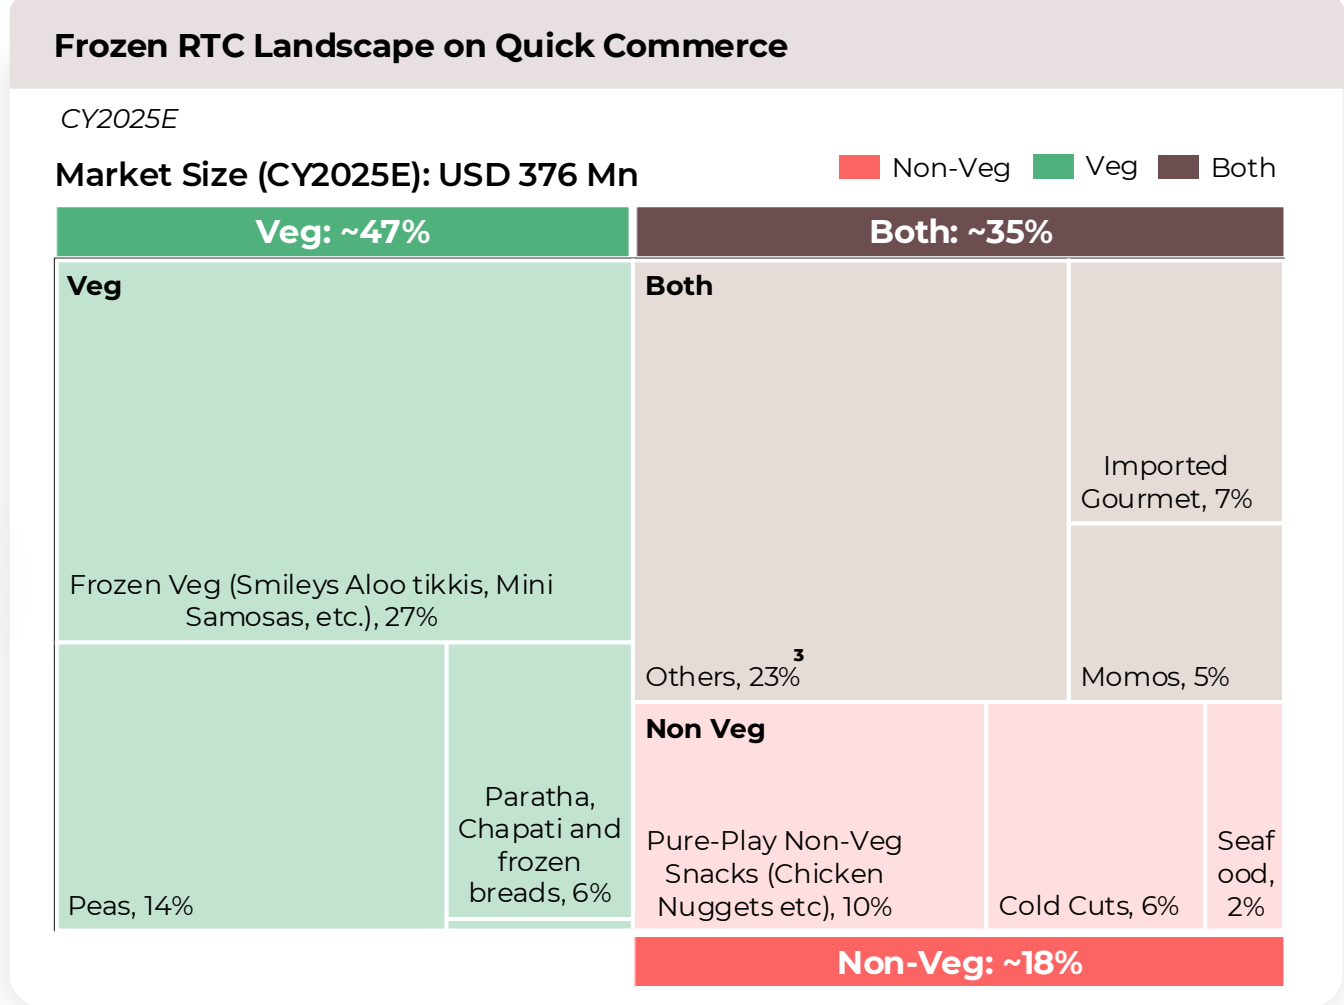 Frozen RTC Landscape on Quick Commerce
CY2025E
Market Size (CY2025E): USD 376 Mn
Non-Veg
Veg
Both
Veg: ~47%
Both: ~35%
Veg
Frozen Veg (Smileys Aloo tikkis, Mini
Samosas, etc.), 27%
Peas, 14%
Paratha,
Chapati and
frozen
breads, 6%
Both
Others, 23%³
Imported
Gourmet, 7%
Momos, 5%
Non Veg
Pure-Play Non-Veg
Snacks (Chicken
Nuggets etc), 10%
Cold Cuts, 6%
Seaf
ood,
2%
Non-Veg: ~18%